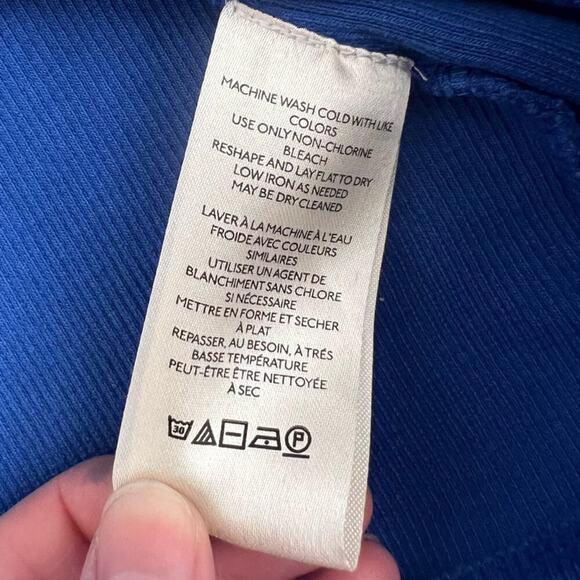 MACHINE WASH COLD WITH LIKE
COLORS
USE ONLY NON-CHLORINE
BLEACH
RESHAPE AND LAY FLAT TO DRY
LOW IRON AS NEEDED
MAY BE DRY CLEANED
LAVER À LA MACHINE À L'EAU
FROIDE AVEC COULEURS
SIMILAIRES
UTILISER UN AGENT DE
BLANCHIMENT SANS CHLORE
SI NÉCESSAIRE
METTRE EN FORME ET SECHER
À PLAT
REPASSER, AU BESOIN, À TRÉS
BASSE TEMPÉRATURE
PEUT-ÊTRE ÊTRE NETTOYÉE
À SEC
30 P